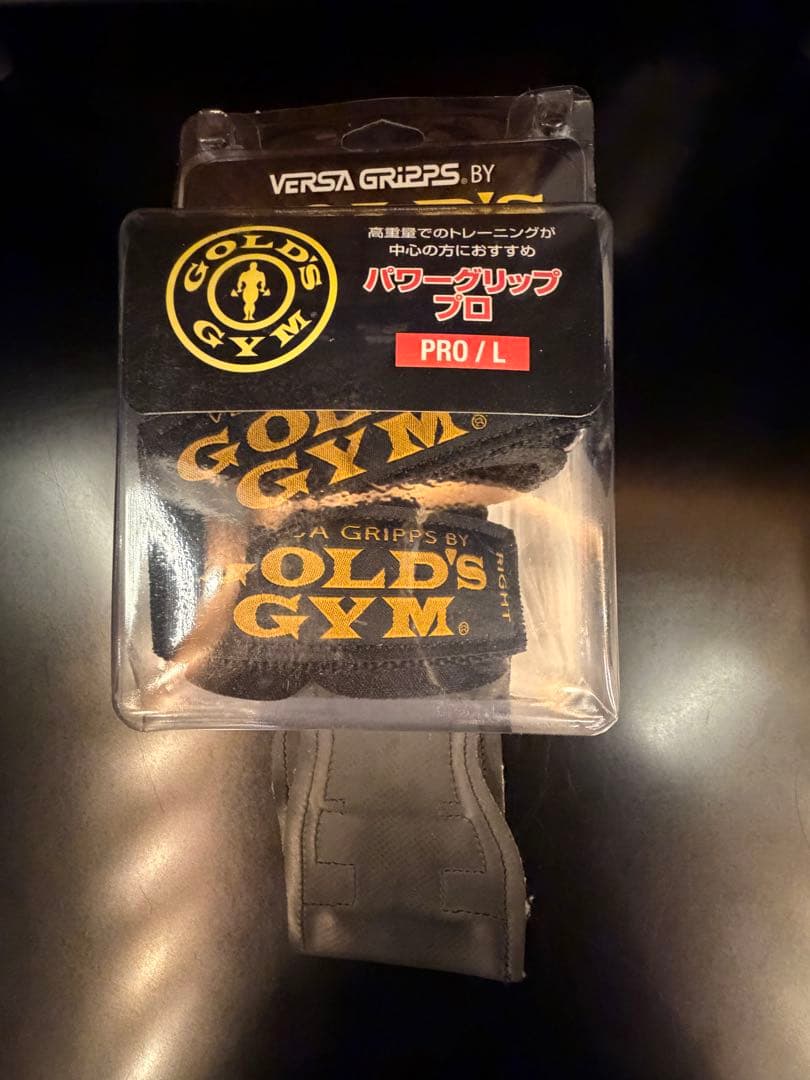 VERSA GRIPPS® BY
GOLD'S
GYM
高重量でのトレーニングが
中心の方におすすめ
パワーグリップ
プロ
PRO / L
GOLD'S
GYM®
GRIPPS BY
GOLD'S
GYM®
RIGHT